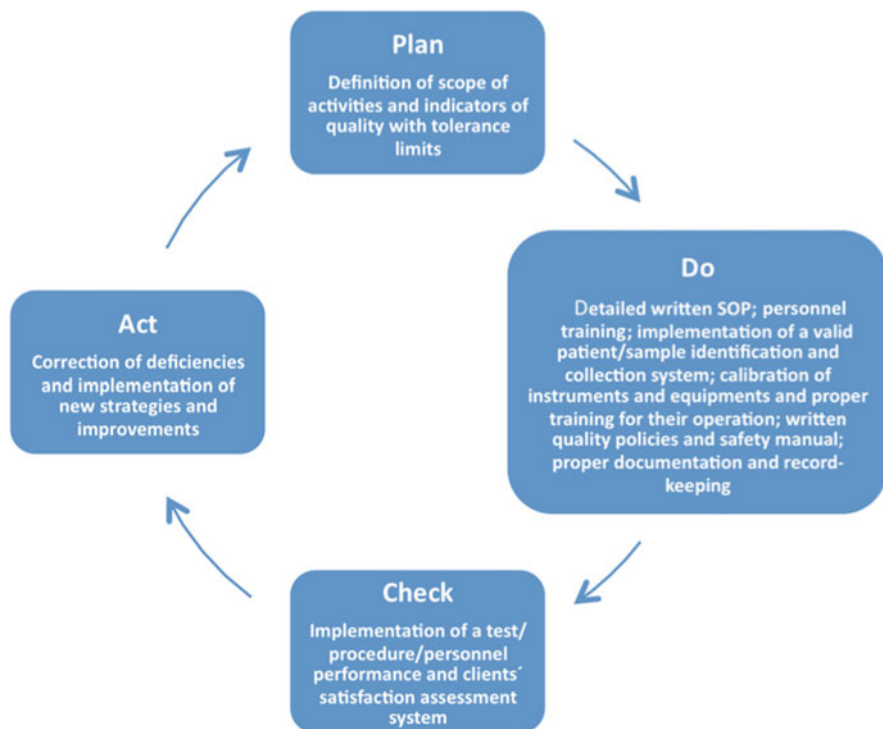 Plan
Definition of scope of
activities and indicators of
quality with tolerance
limits
Do
Detailed written SOP; personnel
training; implementation of a valid
patient/sample identification and
collection system; calibration of
instruments and equipments and proper
training for their operation; written
quality policies and safety manual;
proper documentation and record-
keeping
Check
Implementation of a test/
procedure/personnel
performance and clients´
satisfaction assessment
system
Act
Correction of deficiencies
and implementation of
new strategies and
improvements